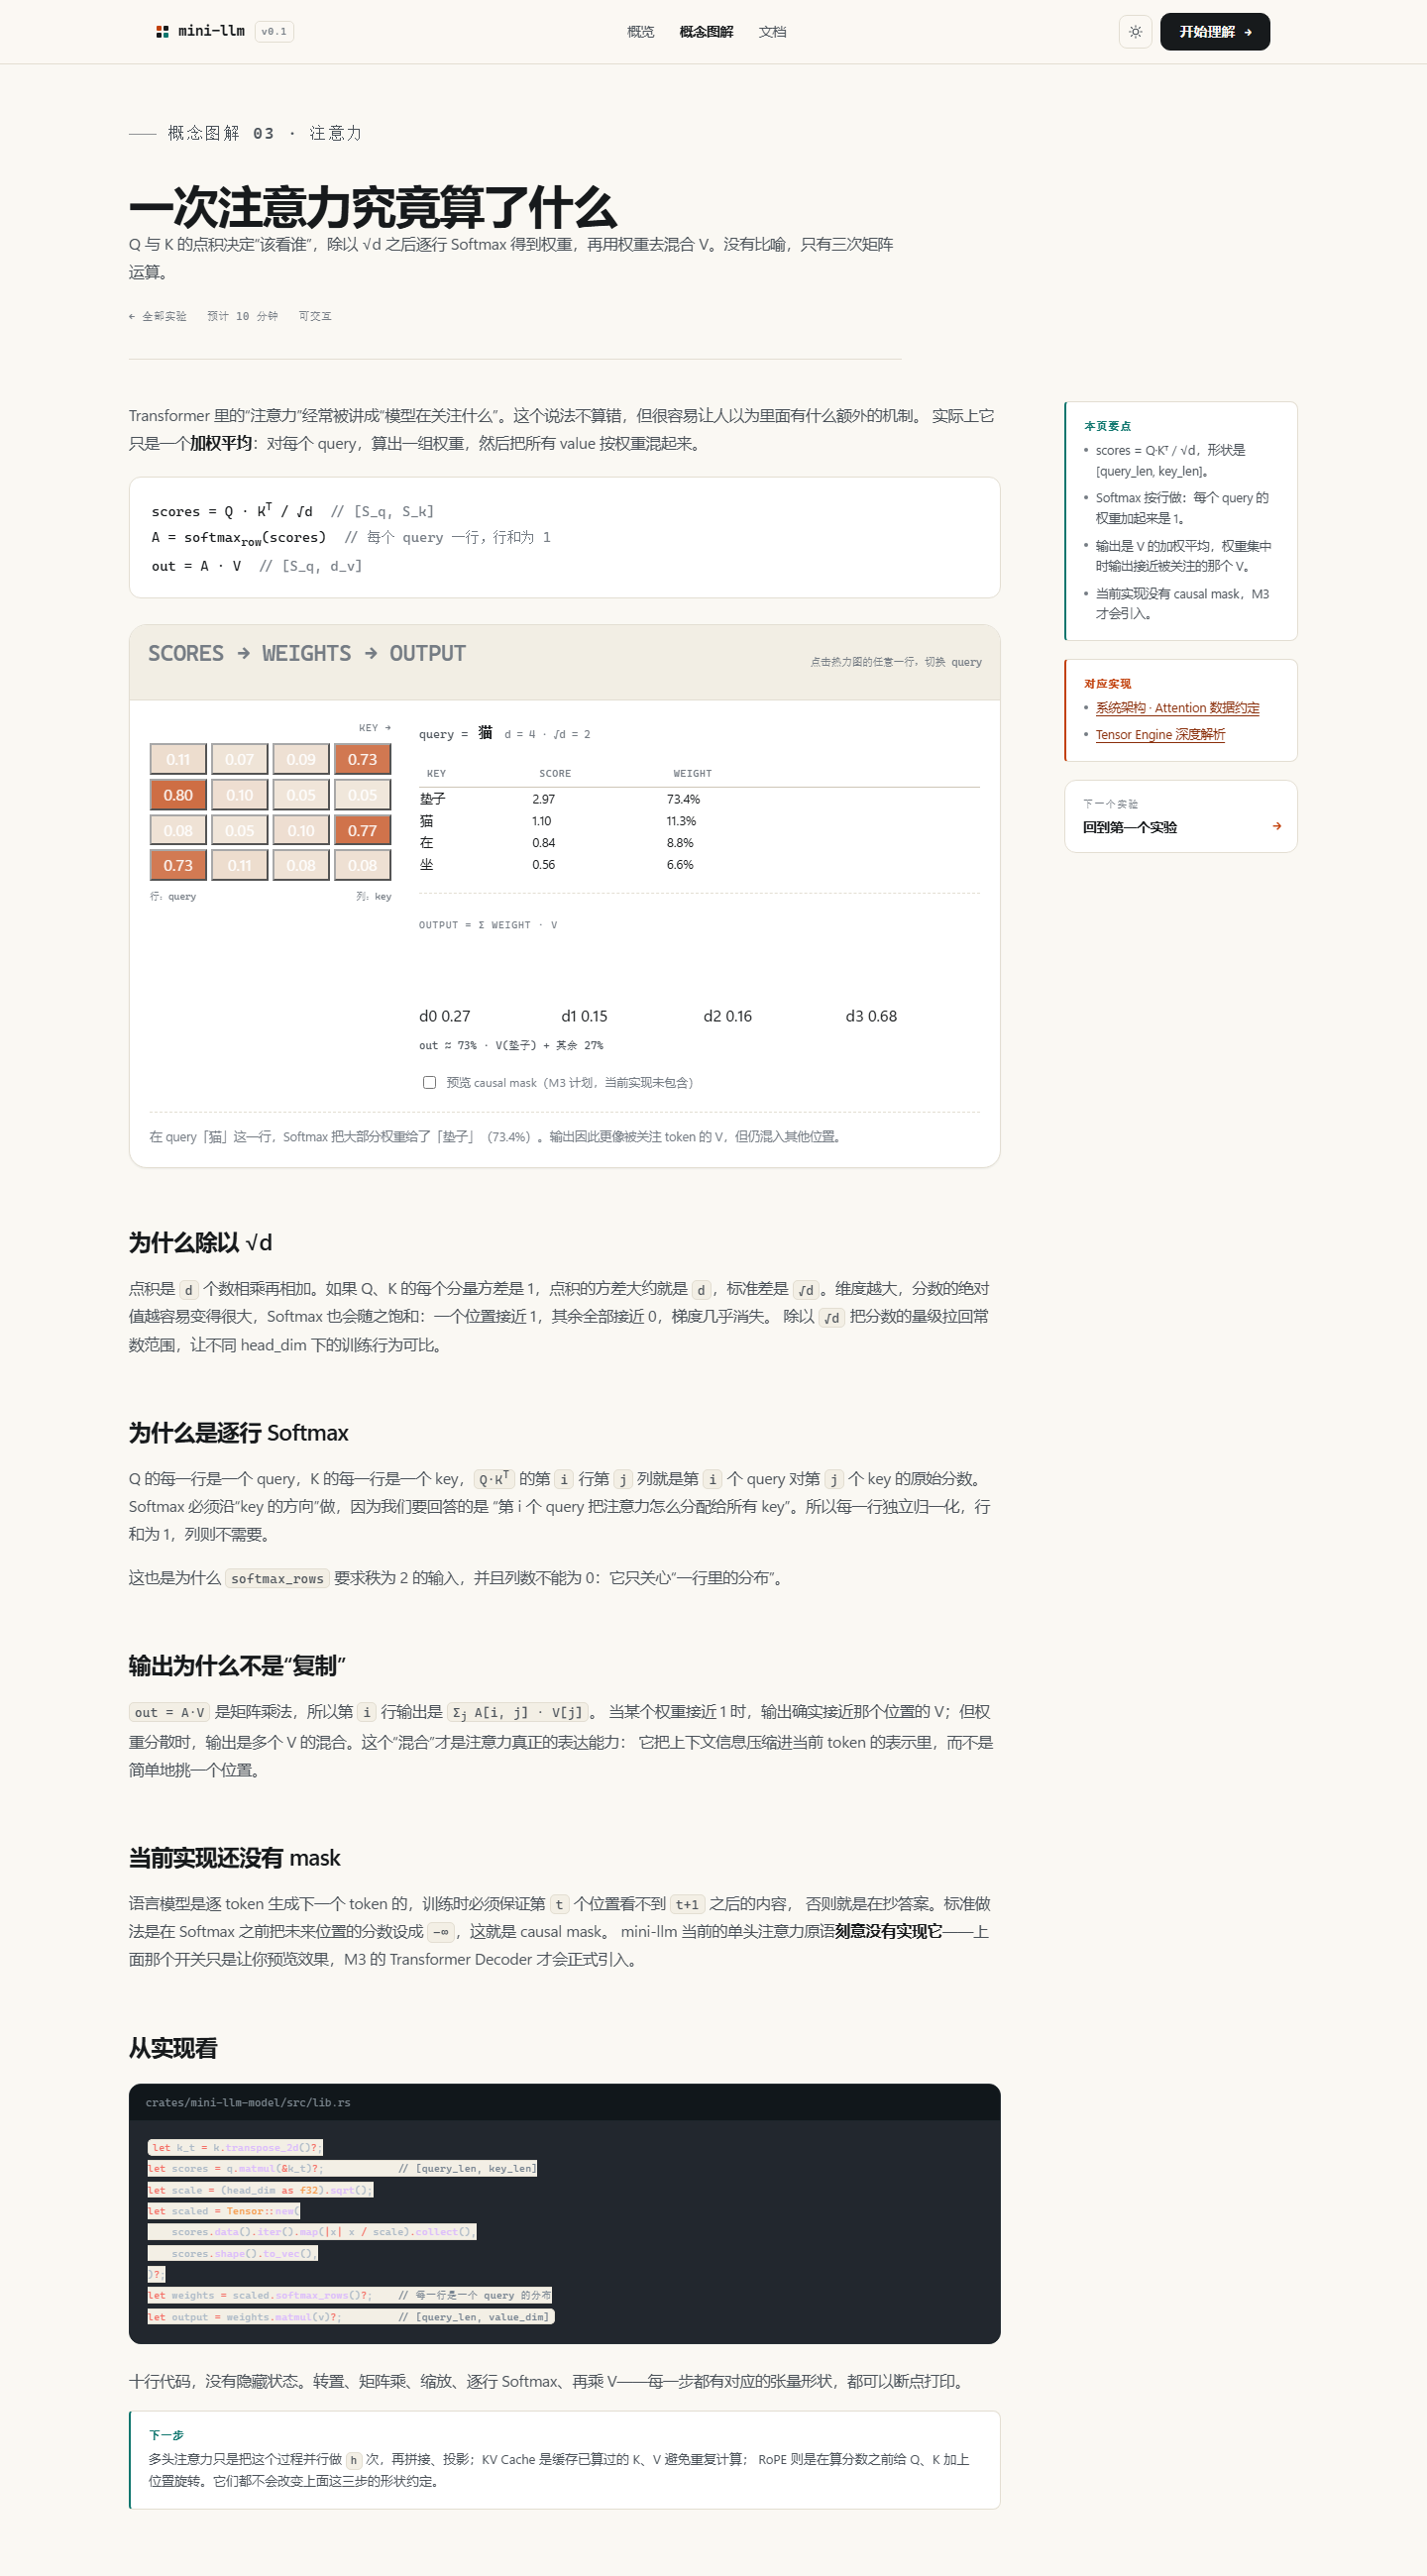 mini-llm v0.1 概览 概念图解 文档 开始理解 →
概念图解 03 · 注意力
一次注意力究竟算了什么
Q 与 K 的点积决定“该看谁”，除以 √d 之后逐行 Softmax 得到权重，再用权重去混合 V。没有比喻，只有三次矩阵
运算。
← 全部实验 预计 10 分钟 可交互
Transformer 里的“注意力”经常被讲成“模型在关注什么”。这个说法不算错，但很容易让人以为里面有什么额外的机制。 实际上它
只是一个加权平均：对每个 query，算出一组权重，然后把所有 value 按权重混起来。
scores = Q · Kᵀ / √d // [S_q, S_k]
A = softmaxrow(scores) // 每个 query 一行，行和为 1
out = A · V // [S_q, d_v]
SCORES → WEIGHTS → OUTPUT
点击热力图的任意一行，切换 query
KEY →
0.11 0.07 0.09 0.73
0.80 0.10 0.05 0.05
0.08 0.05 0.10 0.77
0.73 0.11 0.08 0.08
行：query 列：key
query = 猫 d = 4 · √d = 2
KEY SCORE WEIGHT
垫子 2.97 73.4%
猫 1.10 11.3%
在 0.84 8.8%
坐 0.56 6.6%
OUTPUT = Σ WEIGHT · V
d0 0.27 d1 0.15 d2 0.16 d3 0.68
out ≈ 73% · V(垫子) + 其余 27%
预览 causal mask（M3 计划，当前实现未包含）
在 query「猫」这一行，Softmax 把大部分权重给了「垫子」（73.4%）。输出因此更像被关注 token 的 V，但仍混入其他位置。
本页要点
scores = Q·Kᵀ / √d，形状是
[query_len, key_len]。
Softmax 按行做：每个 query 的
权重加起来是 1。
输出是 V 的加权平均，权重集中
时输出接近被关注的那个 V。
当前实现没有 causal mask，M3
才会引入。
对应实现
系统架构 · Attention 数据约定
Tensor Engine 深度解析
下一个实验
回到第一个实验 →
为什么除以 √d
点积是 d 个数相乘再相加。如果 Q、K 的每个分量方差是 1，点积的方差大约就是 d，标准差是 √d。维度越大，分数的绝对
值越容易变得很大，Softmax 也会随之饱和：一个位置接近 1，其余全部接近 0，梯度几乎消失。 除以 √d 把分数的量级拉回常
数范围，让不同 head_dim 下的训练行为可比。
为什么是逐行 Softmax
Q 的每一行是一个 query，K 的每一行是一个 key，Q·Kᵀ 的第 i 行第 j 列就是第 i 个 query 对第 j 个 key 的原始分数。
Softmax 必须沿“key 的方向”做，因为我们要回答的是 “第 i 个 query 把注意力怎么分配给所有 key”。所以每一行独立归一化，行
和为 1，列则不需要。
这也是为什么 softmax_rows 要求秩为 2 的输入，并且列数不能为 0：它只关心“一行里的分布”。
输出为什么不是“复制”
out = A·V 是矩阵乘法，所以第 i 行输出是 Σj A[i, j] · V[j]。 当某个权重接近 1 时，输出确实接近那个位置的 V；但权
重分散时，输出是多个 V 的混合。这个“混合”才是注意力真正的表达能力： 它把上下文信息压缩进当前 token 的表示里，而不是
简单地挑一个位置。
当前实现还没有 mask
语言模型是逐 token 生成下一个 token 的，训练时必须保证第 t 个位置看不到 t+1 之后的内容， 否则就是在抄答案。标准做
法是在 Softmax 之前把未来位置的分数设成 −∞，这就是 causal mask。 mini-llm 当前的单头注意力原语刻意没有实现它——上
面那个开关只是让你预览效果，M3 的 Transformer Decoder 才会正式引入。
从实现看
crates/mini-llm-model/src/lib.rs
let k_t = k.transpose_2d()?;
let scores = q.matmul(&k_t)?; // [query_len, key_len]
let scale = (head_dim as f32).sqrt();
let scaled = Tensor::new(
scores.data().iter().map(|x| x / scale).collect(),
scores.shape().to_vec(),
)?;
let weights = scaled.softmax_rows()?; // 每一行是一个 query 的分布
let output = weights.matmul(v)?; // [query_len, value_dim]
十行代码，没有隐藏状态。转置、矩阵乘、缩放、逐行 Softmax、再乘 V——每一步都有对应的张量形状，都可以断点打印。
下一步
多头注意力只是把这个过程并行做 h 次，再拼接、投影；KV Cache 是缓存已算过的 K、V 避免重复计算； RoPE 则是在算分数之前给 Q、K 加上
位置旋转。它们都不会改变上面这三步的形状约定。